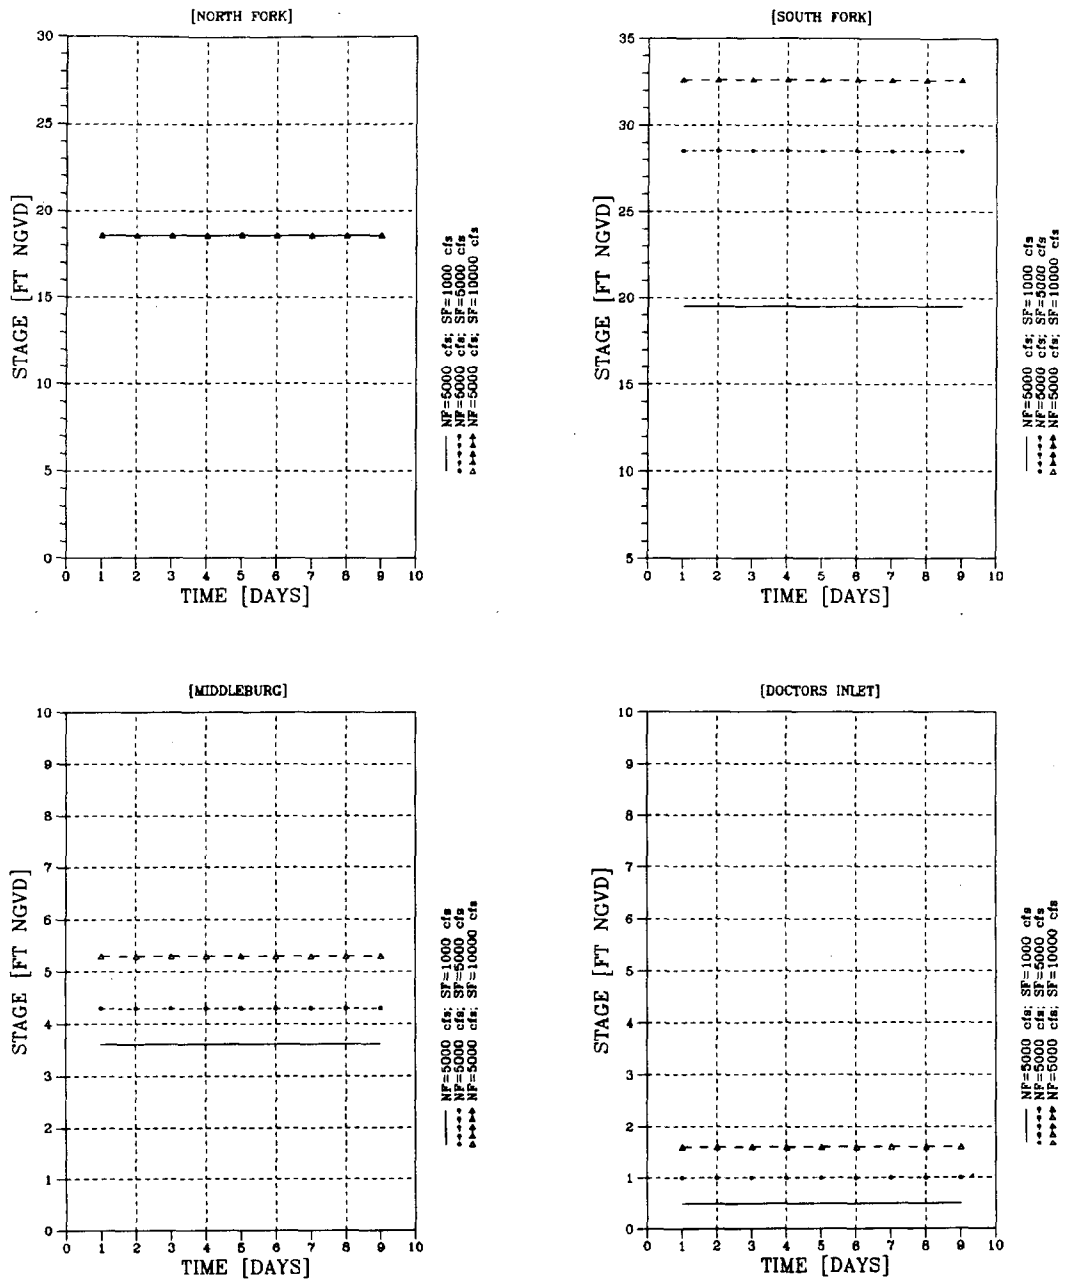 [NORTH FORK]
30
25
20
15
10
5
0
STAGE [FT NGVD]
0 1 2 3 4 5 6 7 8 9 10
TIME [DAYS]
NF=5000 cfs; SF=1000 cfs
NF=5000 cfs; SF=5000 cfs
NF=5000 cfs; SF=10000 cfs
[SOUTH FORK]
35
30
25
20
15
10
5
STAGE [FT NGVD]
0 1 2 3 4 5 6 7 8 9 10
TIME [DAYS]
NF=5000 cfs; SF=1000 cfs
NF=5000 cfs; SF=5000 cfs
NF=5000 cfs; SF=10000 cfs
[MIDDLEBURG]
10
9
8
7
6
5
4
3
2
1
0
STAGE [FT NGVD]
0 1 2 3 4 5 6 7 8 9 10
TIME [DAYS]
NF=5000 cfs; SF=1000 cfs
NF=5000 cfs; SF=5000 cfs
NF=5000 cfs; SF=10000 cfs
[DOCTORS INLET]
10
9
8
7
6
5
4
3
2
1
0
STAGE [FT NGVD]
0 1 2 3 4 5 6 7 8 9 10
TIME [DAYS]
NF=5000 cfs; SF=1000 cfs
NF=5000 cfs; SF=5000 cfs
NF=5000 cfs; SF=10000 cfs